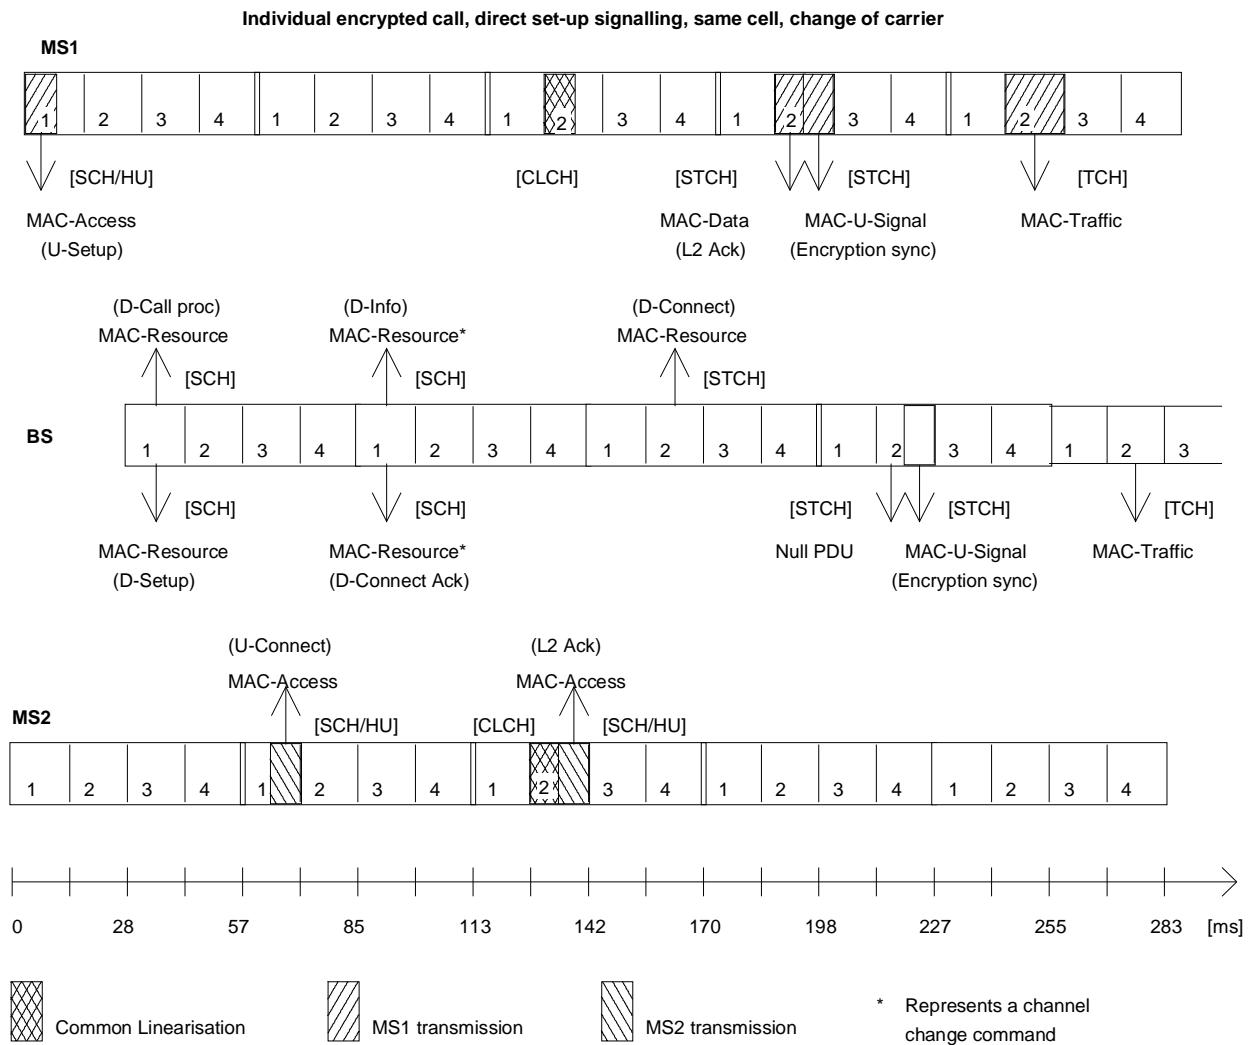 Individual encrypted call, direct set-up signalling, same cell, change of carrier
MS1
1 2 3 4 1 2 3 4 1 2 3 4 1 2 3 4 1 2 3 4
[SCH/HU] [CLCH] [STCH] [STCH] [TCH]
MAC-Access MAC-Data MAC-U-Signal MAC-Traffic
(U-Setup) (L2 Ack) (Encryption sync)
(D-Call proc) (D-Info) (D-Connect)
MAC-Resource MAC-Resource* MAC-Resource
[SCH] [SCH] [STCH]
BS
1 2 3 4 1 2 3 4 1 2 3 4 1 2 3 4 1 2 3
[SCH] [SCH] [STCH] [STCH] [TCH]
MAC-Resource MAC-Resource* Null PDU MAC-U-Signal MAC-Traffic
(D-Setup) (D-Connect Ack) (Encryption sync)
(U-Connect) (L2 Ack)
MAC-Access MAC-Access
MS2
[SCH/HU] [CLCH] [SCH/HU]
1 2 3 4 1 2 3 4 1 2 3 4 1 2 3 4 1 2 3 4
0 28 57 85 113 142 170 198 227 255 283 [ms]
Common Linearisation MS1 transmission MS2 transmission * Represents a channel
change command